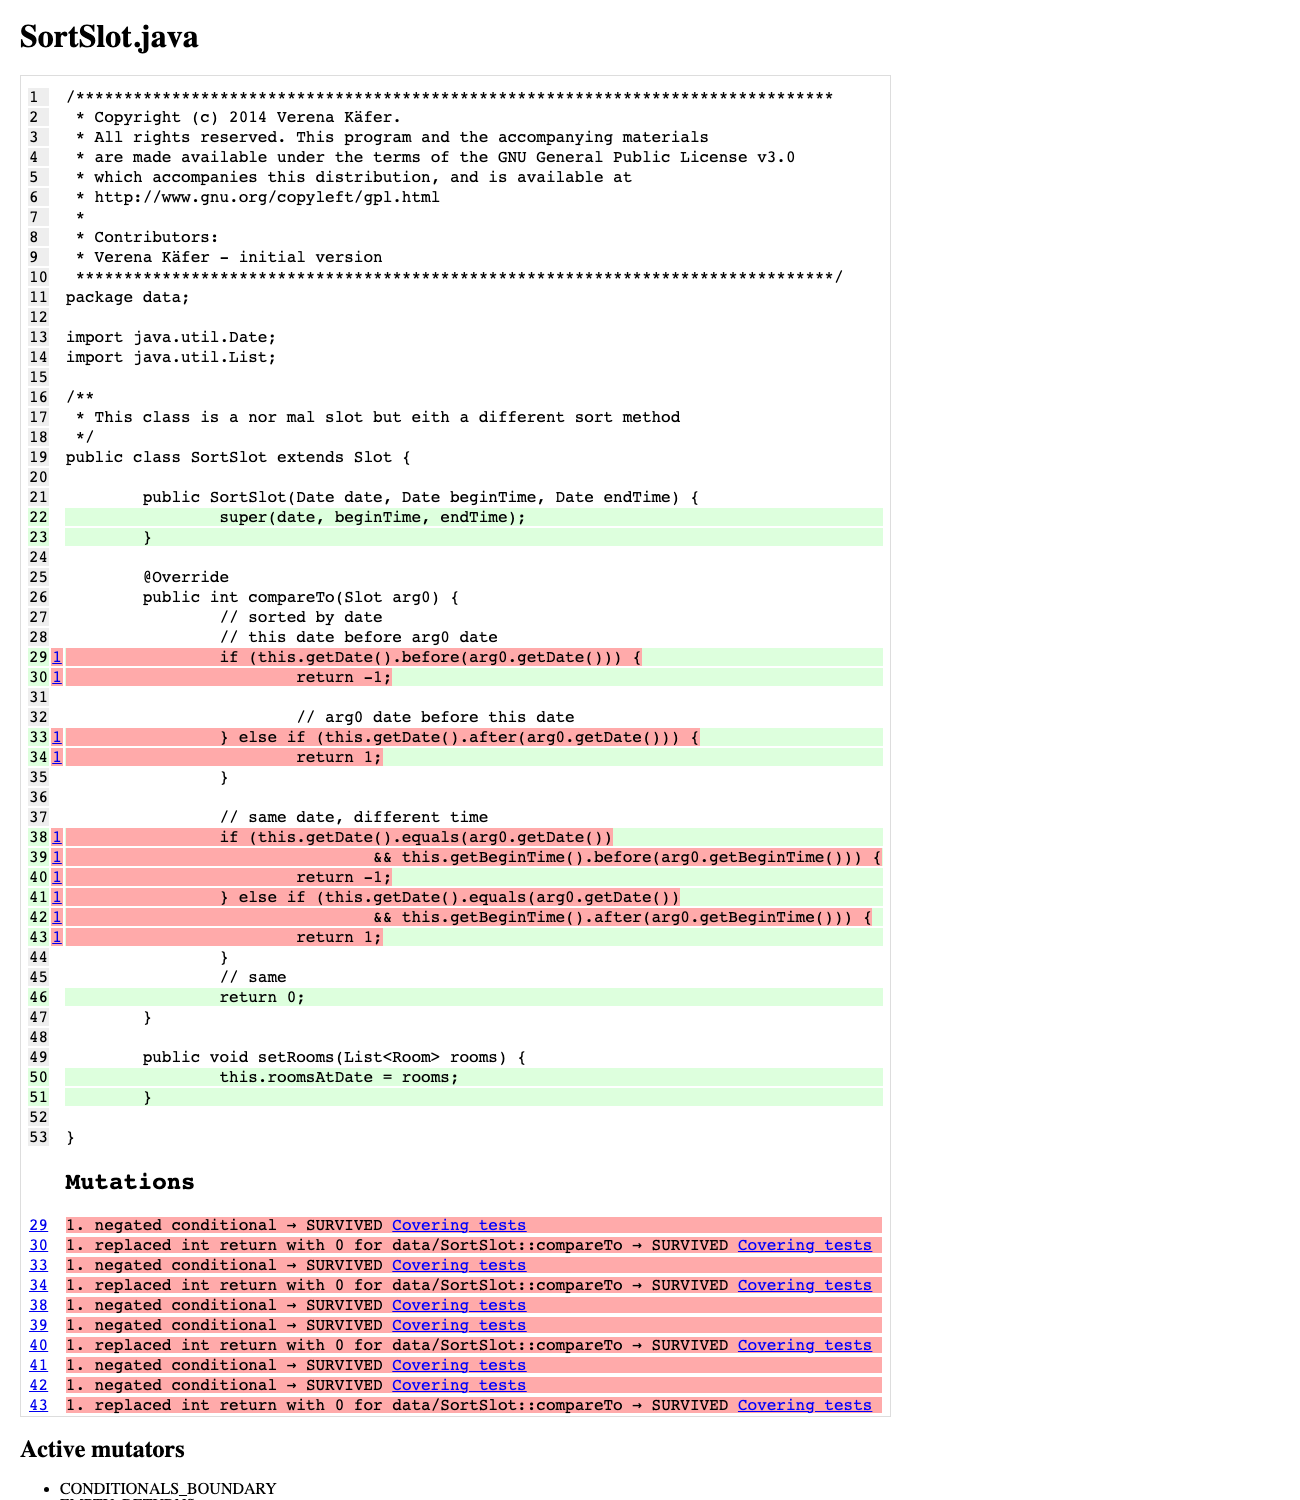 SortSlot.java
1 /*******************************************************************************
2  * Copyright (c) 2014 Verena Käfer.
3  * All rights reserved. This program and the accompanying materials
4  * are made available under the terms of the GNU General Public License v3.0
5  * which accompanies this distribution, and is available at
6  * http://www.gnu.org/copyleft/gpl.html
7  *
8  * Contributors:
9  * Verena Käfer - initial version
10  *******************************************************************************/
11 package data;
12
13 import java.util.Date;
14 import java.util.List;
15
16 /**
17  * This class is a nor mal slot but eith a different sort method
18  */
19 public class SortSlot extends Slot {
20
21 public SortSlot(Date date, Date beginTime, Date endTime) {
22 super(date, beginTime, endTime);
23 }
24
25 @Override
26 public int compareTo(Slot arg0) {
27 // sorted by date
28 // this date before arg0 date
29 1 if (this.getDate().before(arg0.getDate())) {
30 1 return -1;
31
32 // arg0 date before this date
33 1 } else if (this.getDate().after(arg0.getDate())) {
34 1 return 1;
35 }
36
37 // same date, different time
38 1 if (this.getDate().equals(arg0.getDate())
39 1 && this.getBeginTime().before(arg0.getBeginTime())) {
40 1 return -1;
41 1 } else if (this.getDate().equals(arg0.getDate())
42 1 && this.getBeginTime().after(arg0.getBeginTime())) {
43 1 return 1;
44 }
45 // same
46 return 0;
47 }
48
49 public void setRooms(List<Room> rooms) {
50 this.roomsAtDate = rooms;
51 }
52
53 }
Mutations
29 1. negated conditional → SURVIVED Covering tests
30 1. replaced int return with 0 for data/SortSlot::compareTo → SURVIVED Covering tests
33 1. negated conditional → SURVIVED Covering tests
34 1. replaced int return with 0 for data/SortSlot::compareTo → SURVIVED Covering tests
38 1. negated conditional → SURVIVED Covering tests
39 1. negated conditional → SURVIVED Covering tests
40 1. replaced int return with 0 for data/SortSlot::compareTo → SURVIVED Covering tests
41 1. negated conditional → SURVIVED Covering tests
42 1. negated conditional → SURVIVED Covering tests
43 1. replaced int return with 0 for data/SortSlot::compareTo → SURVIVED Covering tests
Active mutators
• CONDITIONALS_BOUNDARY